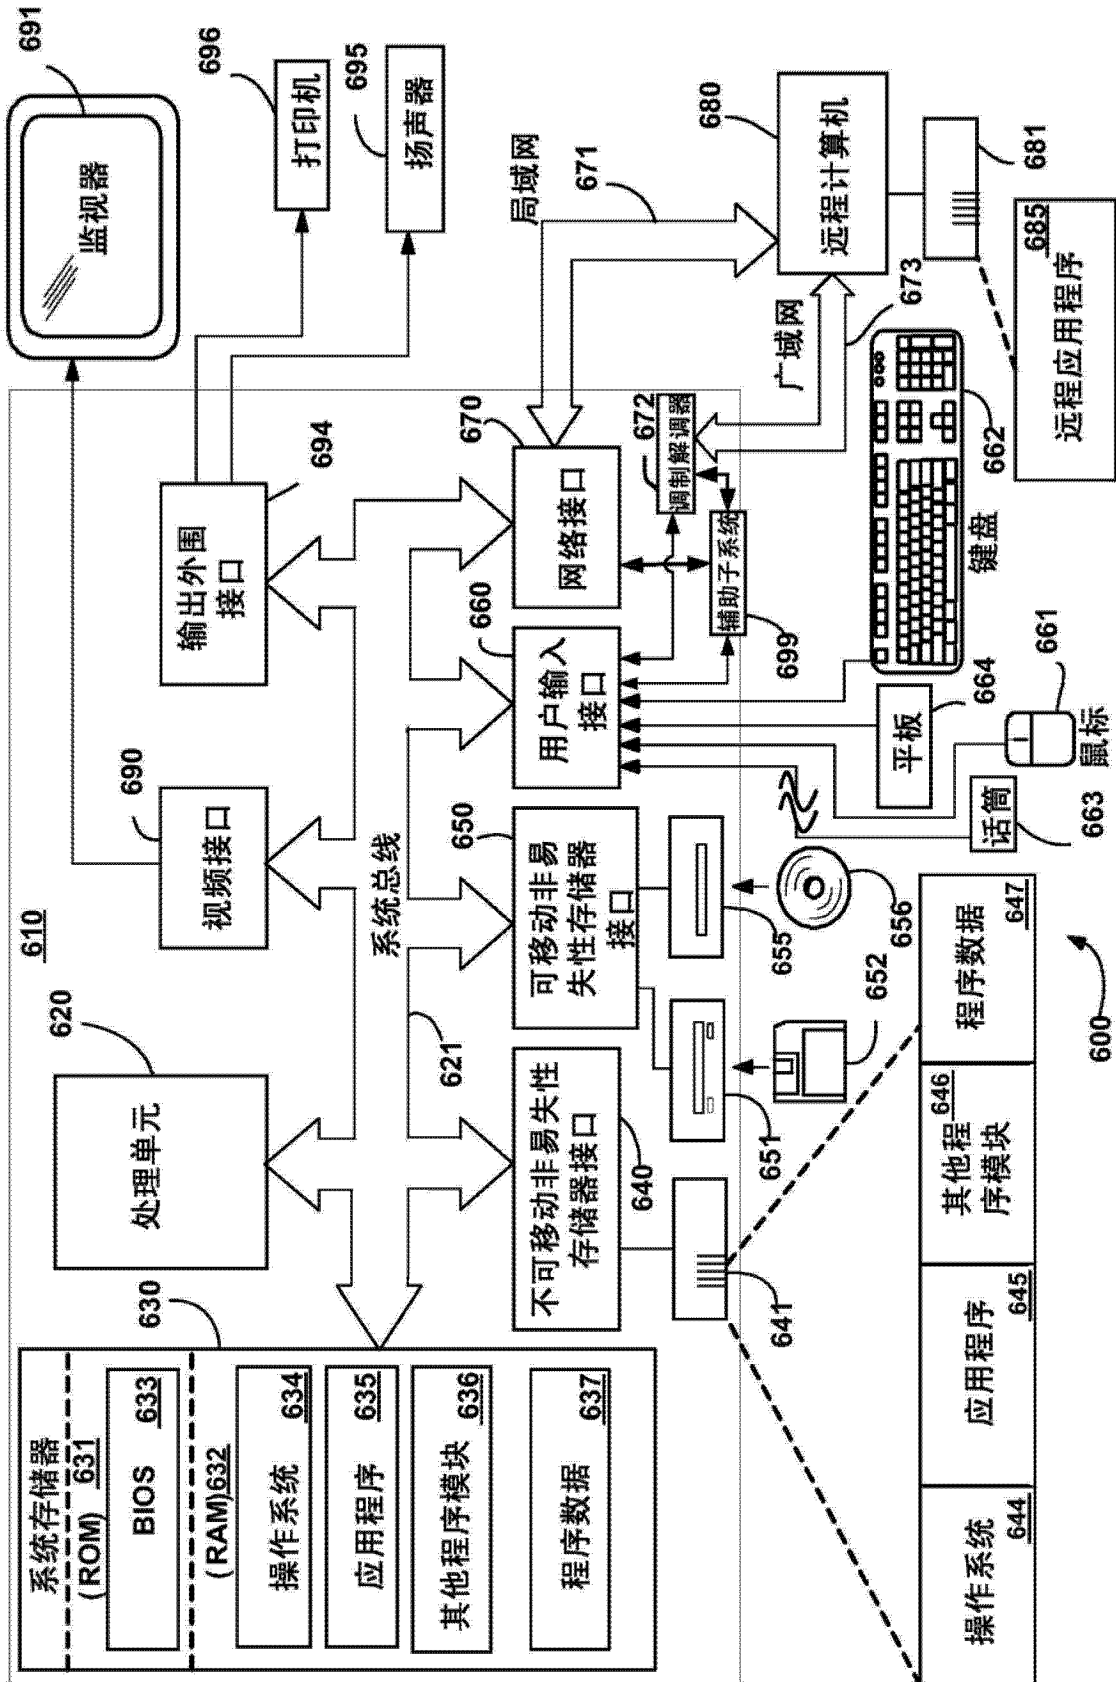 系统存储器
(ROM) 631
BIOS 633
(RAM) 632
操作系统 634
应用程序 635
其他程序模块 636
程序数据 637
630
处理单元
620
610
视频接口
690
输出外围
接口
694
监视器
691
打印机
696
扬声器
695
系统总线
621
不可移动非易失性
存储器接口
640
可移动非易
失性存储器
接口
650
用户输入
接口
660
网络接口
670
局域网
671
调制解调器
672
辅助子系统
699
广域网
673
远程计算机
680
681
远程应用程序
685
641
651
652
655
656
话筒
663
平板
664
鼠标
661
键盘
662
操作系统
644
应用程序
645
其他程
序模块
646
程序数据
647
600